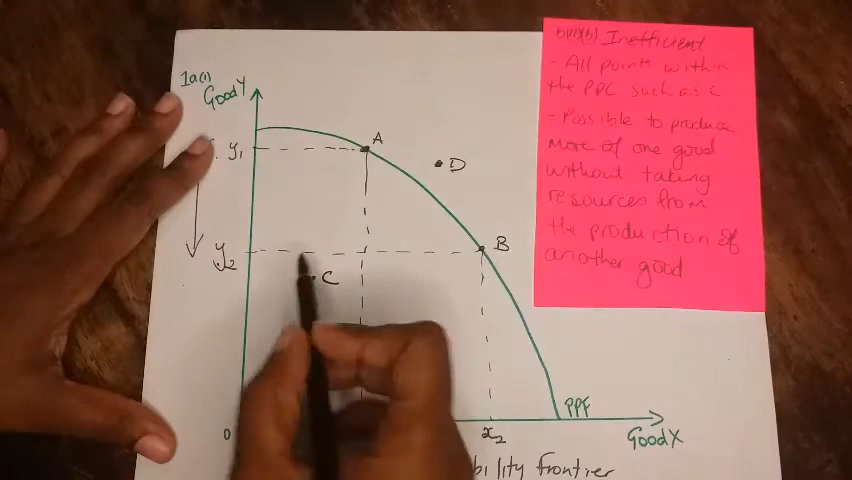 1a(i)
Good Y
y1
y2
A
D
B
C
0
x2
PPF
Good X
bility Frontier
Inefficient
- All points within
the PPC such as C
- Possible to produce
more of one good
without taking
resources from
the production of
another good